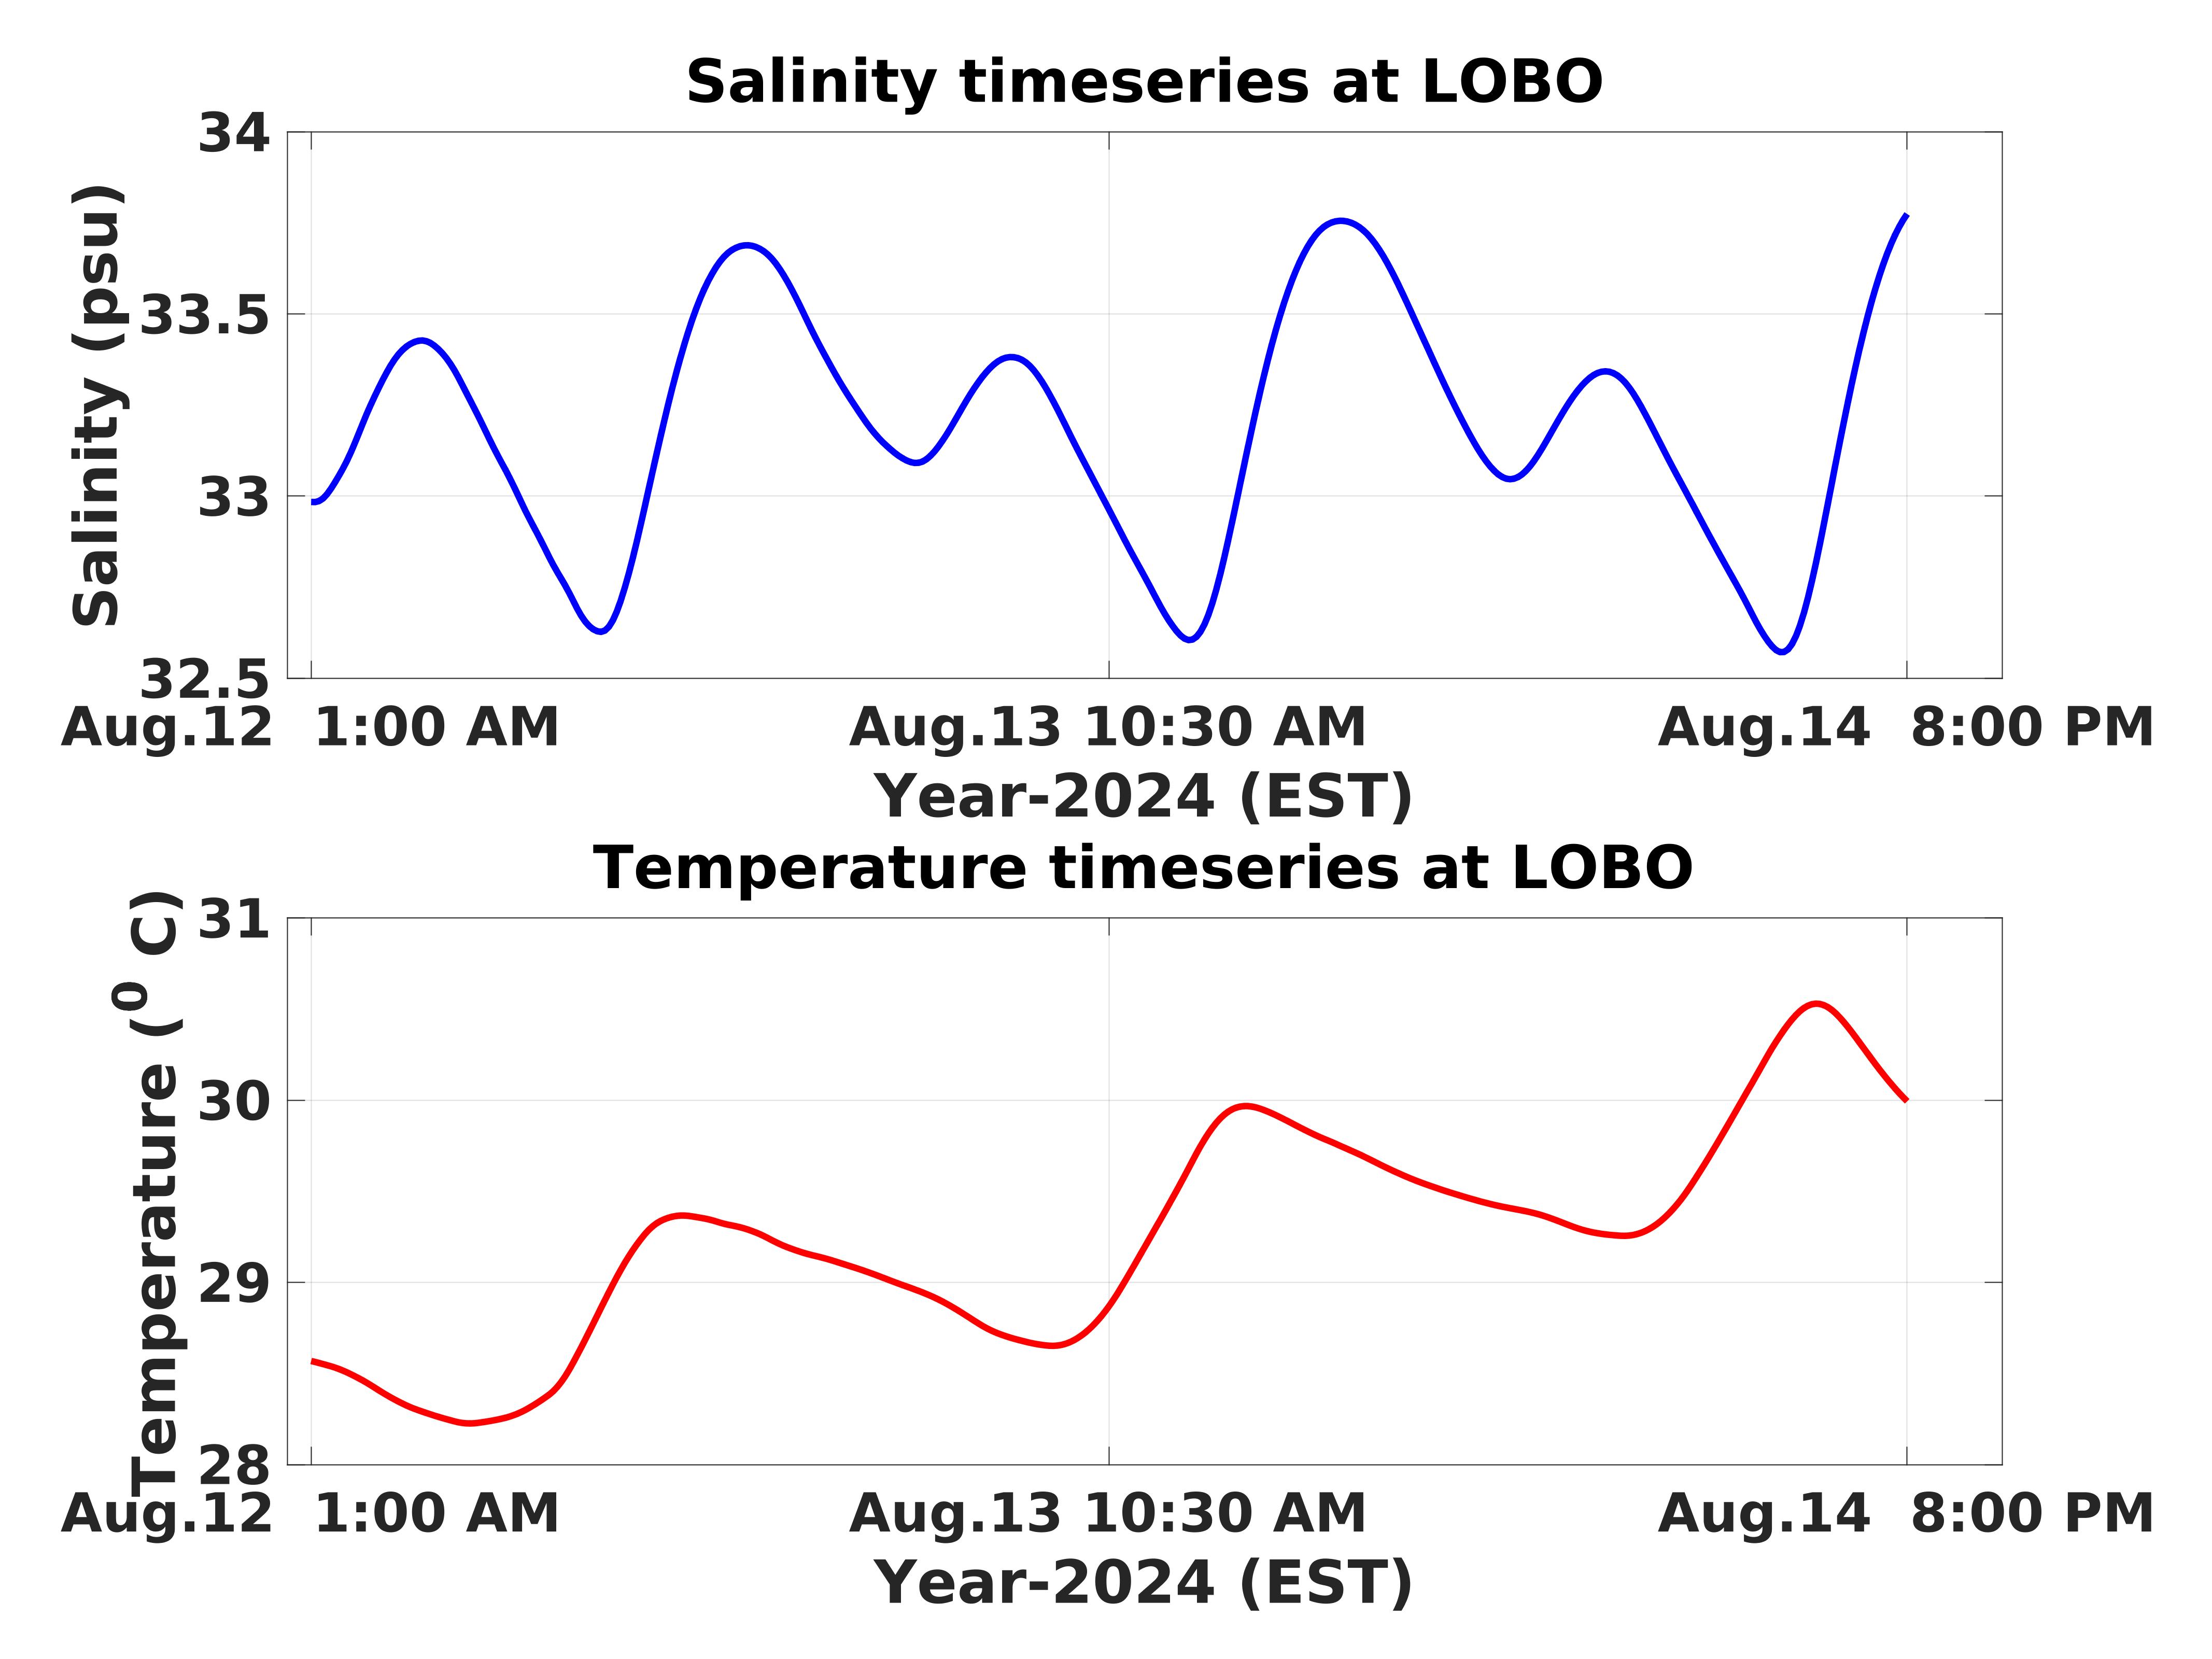 Salinity timeseries at LOBO
Salinity (psu)
34
33.5
33
32.5
Aug.12  1:00 AM
Aug.13 10:30 AM
Aug.14  8:00 PM
Year-2024 (EST)
Temperature timeseries at LOBO
Temperature (⁰ C)
31
30
29
28
Aug.12  1:00 AM
Aug.13 10:30 AM
Aug.14  8:00 PM
Year-2024 (EST)